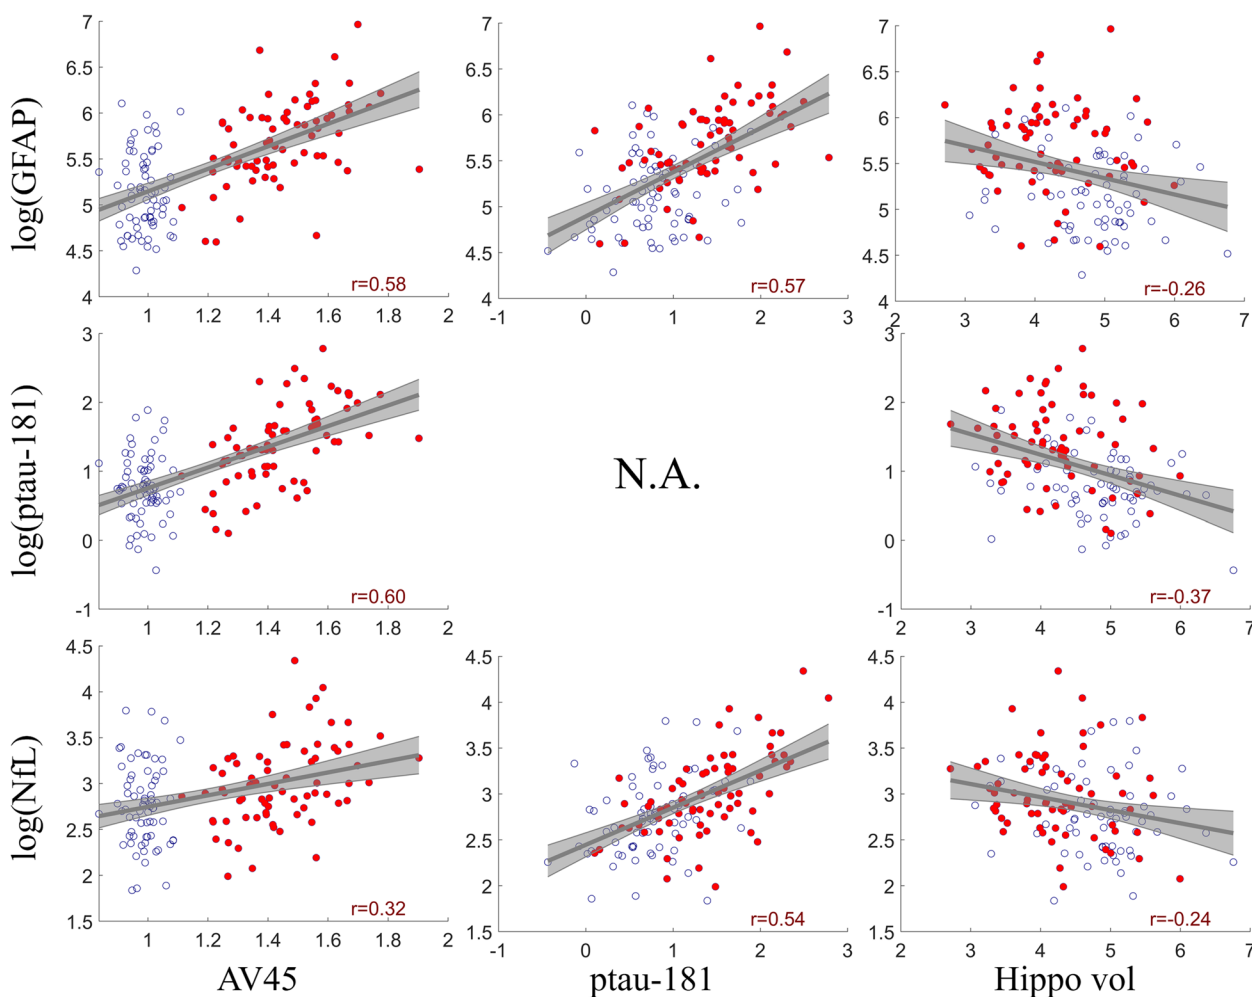 log(GFAP)
7
6.5
6
5.5
5
4.5
4
1 1.2 1.4 1.6 1.8 2
r=0.58
7
6.5
6
5.5
5
4.5
4
-1 0 1 2 3
r=0.57
7
6.5
6
5.5
5
4.5
4
2 3 4 5 6 7
r=-0.26
log(ptau-181)
3
2
1
0
-1
1 1.2 1.4 1.6 1.8 2
r=0.60
N.A.
3
2
1
0
-1
2 3 4 5 6 7
r=-0.37
log(NfL)
4.5
4
3.5
3
2.5
2
1.5
1 1.2 1.4 1.6 1.8 2
r=0.32
4.5
4
3.5
3
2.5
2
1.5
-1 0 1 2 3
r=0.54
4.5
4
3.5
3
2.5
2
1.5
2 3 4 5 6 7
r=-0.24
AV45 ptau-181 Hippo vol